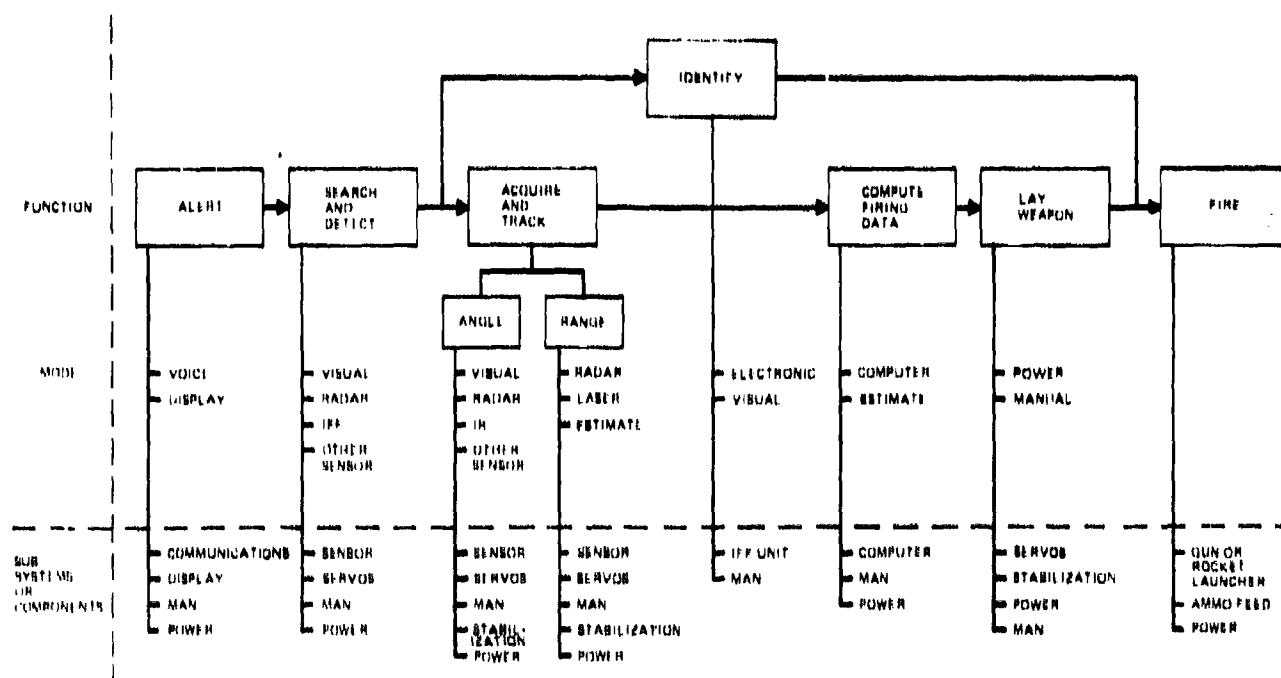 IDENTIFY
FUNCTION
ALERT
SEARCH
AND
DETECT
ACQUIRE
AND
TRACK
COMPUTE
FIRING
DATA
LAY
WEAPON
FIRE
ANGLE
RANGE
MODE
VOICE
DISPLAY
VISUAL
RADAR
IFF
OTHER
SENSOR
VISUAL
RADAR
IR
OTHER
SENSOR
RADAR
LASER
ESTIMATE
ELECTRONIC
VISUAL
COMPUTER
ESTIMATE
POWER
MANUAL
SUB
SYSTEMS
OR
COMPONENTS
COMMUNICATIONS
DISPLAY
MAN
POWER
SENSOR
SERVOS
MAN
POWER
SENSOR
SERVOS
MAN
STABIL-
IZATION
POWER
SENSOR
SERVOS
MAN
STABILIZATION
POWER
IFF UNIT
MAN
COMPUTER
MAN
POWER
SERVOS
STABILIZATION
POWER
MAN
GUN OR
ROCKET
LAUNCHER
AMMO FEED
POWER